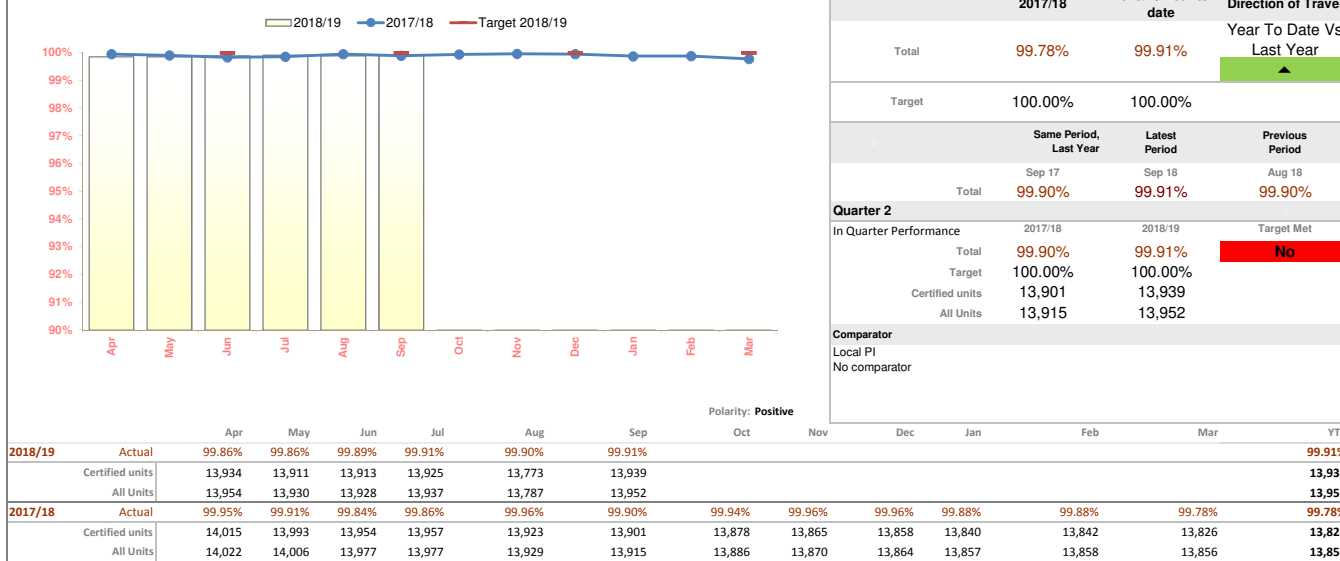 2018/19 2017/18 Target 2018/19
100%
99%
98%
97%
96%
95%
94%
93%
92%
91%
90%
Apr May Jun Jul Aug Sep Oct Nov Dec Jan Feb Mar
2017/18 date Direction of Trave
Year To Date Vs
Last Year
Total 99.78% 99.91%
Target 100.00% 100.00%
Same Period, Last Year Latest Period Previous Period
Sep 17 Sep 18 Aug 18
Total 99.90% 99.91% 99.90%
Quarter 2
In Quarter Performance 2017/18 2018/19 Target Met
Total 99.90% 99.91% No
Target 100.00% 100.00%
Certified units 13,901 13,939
All Units 13,915 13,952
Comparator
Local PI
No comparator
Polarity: Positive
Apr May Jun Jul Aug Sep Oct Nov Dec Jan Feb Mar YT
2018/19 Actual 99.86% 99.86% 99.89% 99.91% 99.90% 99.91% 99.91%
Certified units 13,934 13,911 13,913 13,925 13,773 13,939 13,93
All Units 13,954 13,930 13,928 13,937 13,787 13,952 13,95
2017/18 Actual 99.95% 99.91% 99.84% 99.86% 99.96% 99.90% 99.94% 99.96% 99.96% 99.88% 99.88% 99.78% 99.78%
Certified units 14,015 13,993 13,954 13,957 13,923 13,901 13,878 13,865 13,858 13,840 13,842 13,826 13,82
All Units 14,022 14,006 13,977 13,977 13,929 13,915 13,886 13,870 13,864 13,857 13,858 13,856 13,85